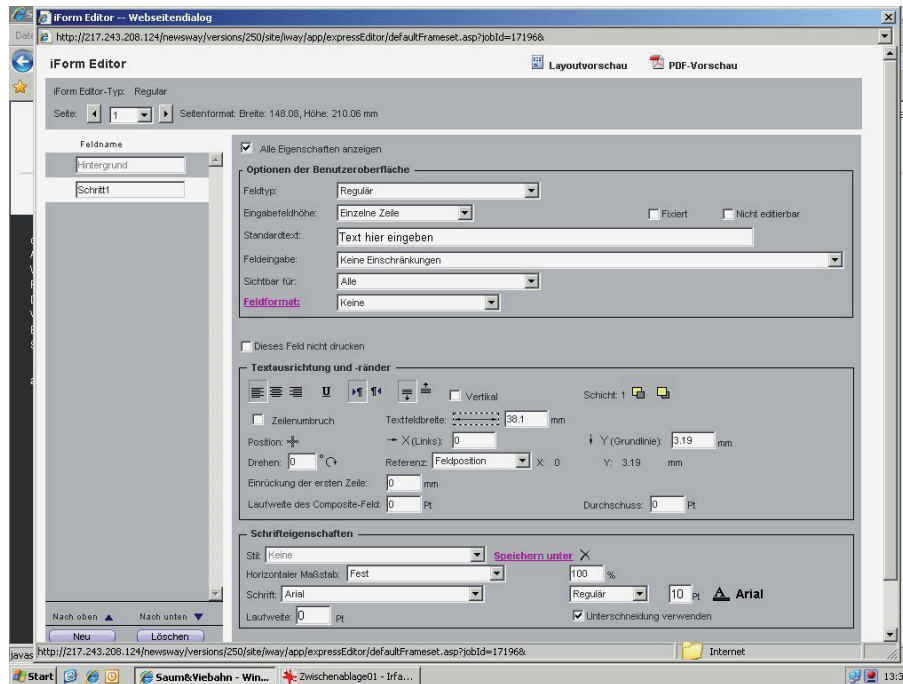 iForm Editor -- Webseitendialog
http://217.243.208.124/newsway/versions/250/site/iway/app/expressEditor/defaultFrameset.asp?jobId=17196&
iForm Editor
Layoutvorschau
PDF-Vorschau
iForm Editor-Typ: Regular
Seite: 1 Seitenformat: Breite: 148.08, Höhe: 210.06 mm
Feldname
Hintergrund
Schritt1
Alle Eigenschaften anzeigen
Optionen der Benutzeroberfläche
Feldtyp: Regulär
Eingabefeldhöhe: Einzelne Zeile Fixiert Nicht editierbar
Standardtext: Text hier eingeben
Feldeingabe: Keine Einschränkungen
Sichtbar für: Alle
Feldformat: Keine
Dieses Feld nicht drucken
Textausrichtung und -ränder
U Vertikal Schicht: 1
Zeilenumbruch Textfeldbreite: 38.1 mm
Position: X (Links): 0 Y (Grundlinie): 3.19 mm
Drehen: 0 ° Referenz: Feldposition X: 0 Y: 3.19 mm
Einrückung der ersten Zeile: 0 mm
Laufweite des Composite-Feld: 0 Pt Durchschuss: 0 Pt
Schrifteigenschaften
Stil: Keine Speichern unter
Horizontaler Maßstab: Fest 100 %
Schrift: Arial Regulär 10 Pt A Arial
Laufweite: 0 Pt Unterschneidung verwenden
Nach oben Nach unten
Neu Löschen
http://217.243.208.124/newsway/versions/250/site/iway/app/expressEditor/defaultFrameset.asp?jobId=17196& Internet
Start Saum&Viebahn - Win... Zwischenablage01 - Irfa...